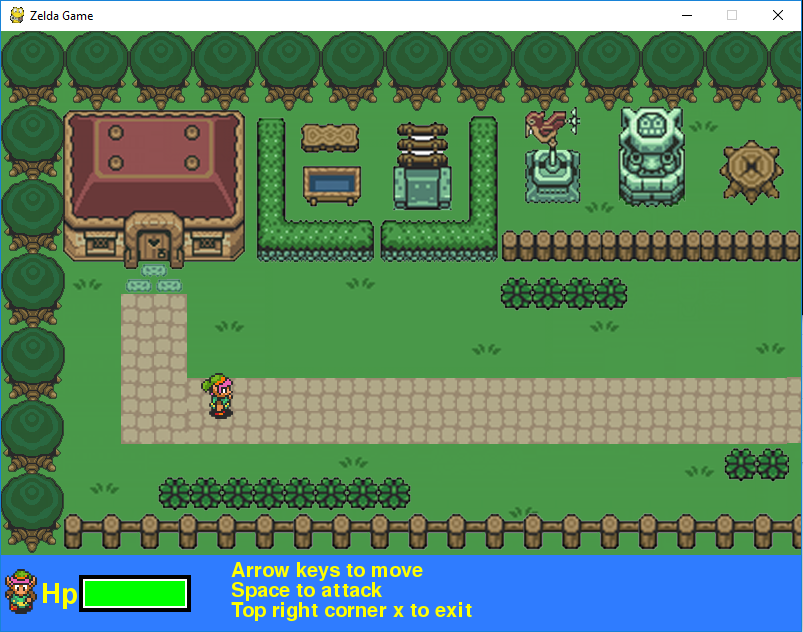 Zelda Game
Hp
Arrow keys to move
Space to attack
Top right corner x to exit